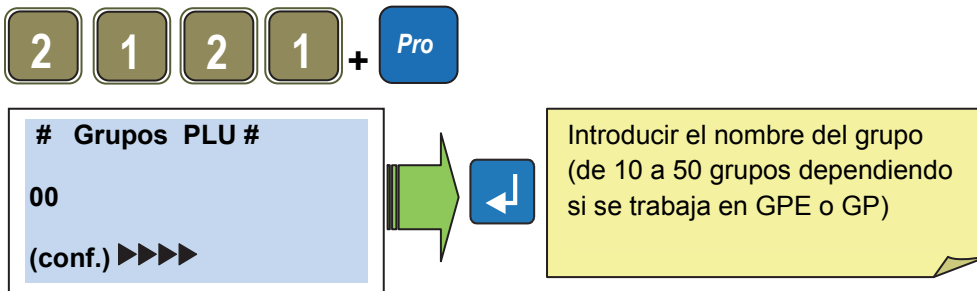 2 1 2 1 + Pro
# Grupos PLU #
00
(conf.)
Introducir el nombre del grupo
(de 10 a 50 grupos dependiendo
si se trabaja en GPE o GP)